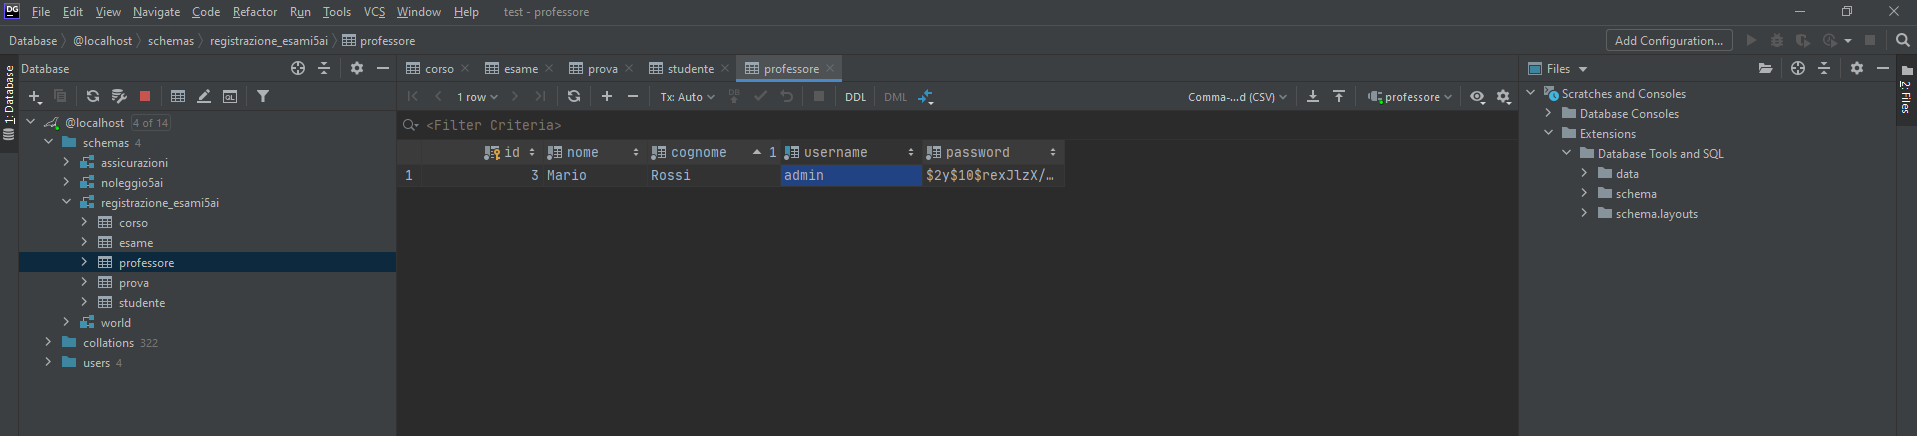 DG File Edit View Navigate Code Refactor Run Tools VCS Window Help test - professore
Database @localhost schemas registrazione_esami5ai professore Add Configuration...
1: Database
Database
@localhost 4 of 14
schemas 4
assicurazioni
noleggio5ai
registrazione_esami5ai
corso
esame
professore
prova
studente
world
collations 322
users 4
corso esame prova studente professore
1 row Tx: Auto DB DDL DML Comma-...d (CSV) professore
<Filter Criteria>
id nome cognome 1 username password
1 3 Mario Rossi admin $2y$10$rexJlzX/…
Files
Scratches and Consoles
Database Consoles
Extensions
Database Tools and SQL
data
schema
schema.layouts
2: Files